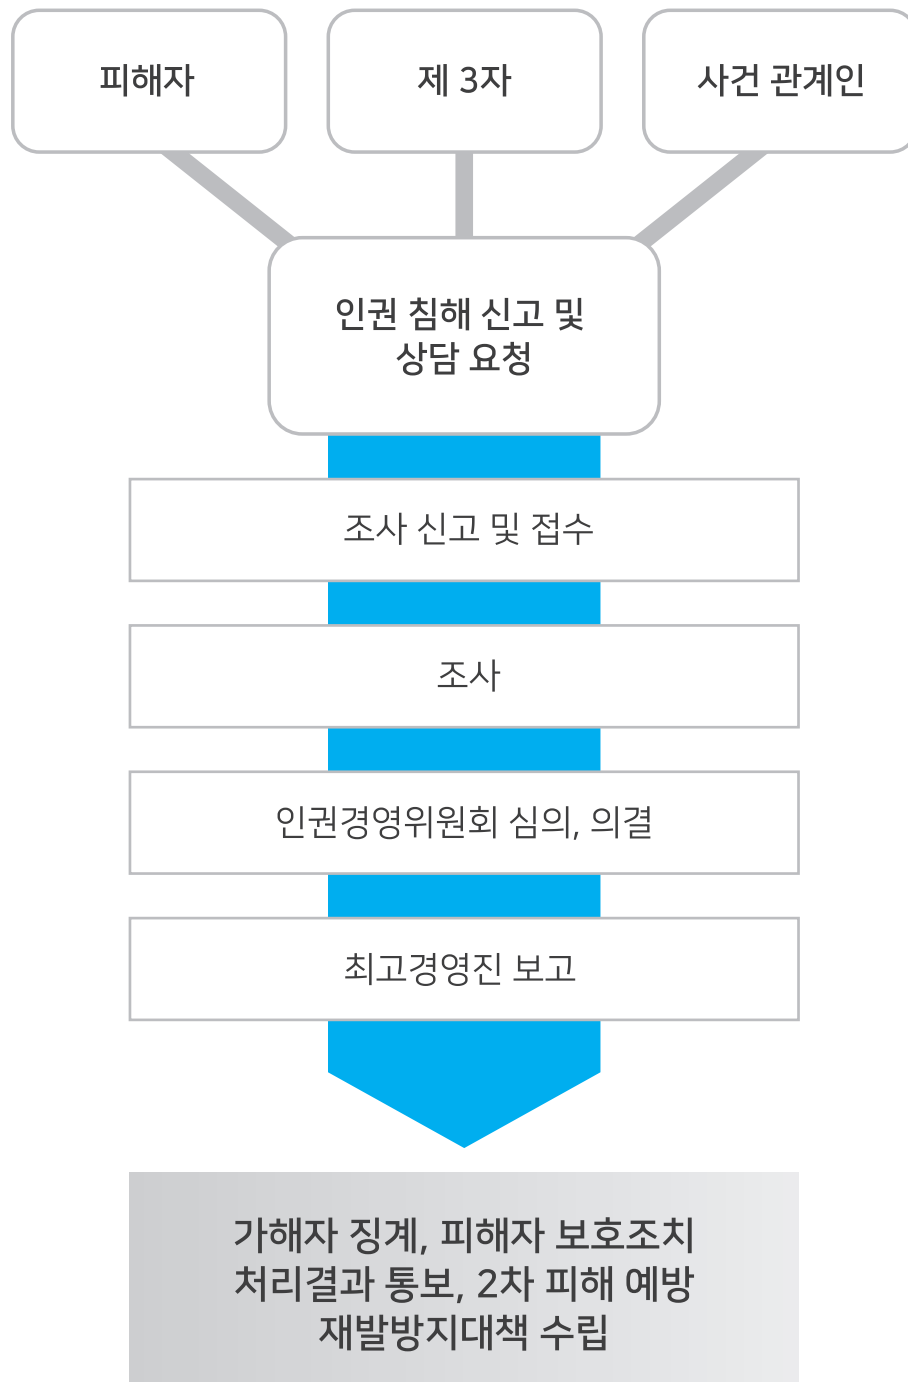 피해자
제 3자
사건 관계인
인권 침해 신고 및
상담 요청
조사 신고 및 접수
조사
인권경영위원회 심의, 의결
최고경영진 보고
가해자 징계, 피해자 보호조치
처리결과 통보, 2차 피해 예방
재발방지대책 수립